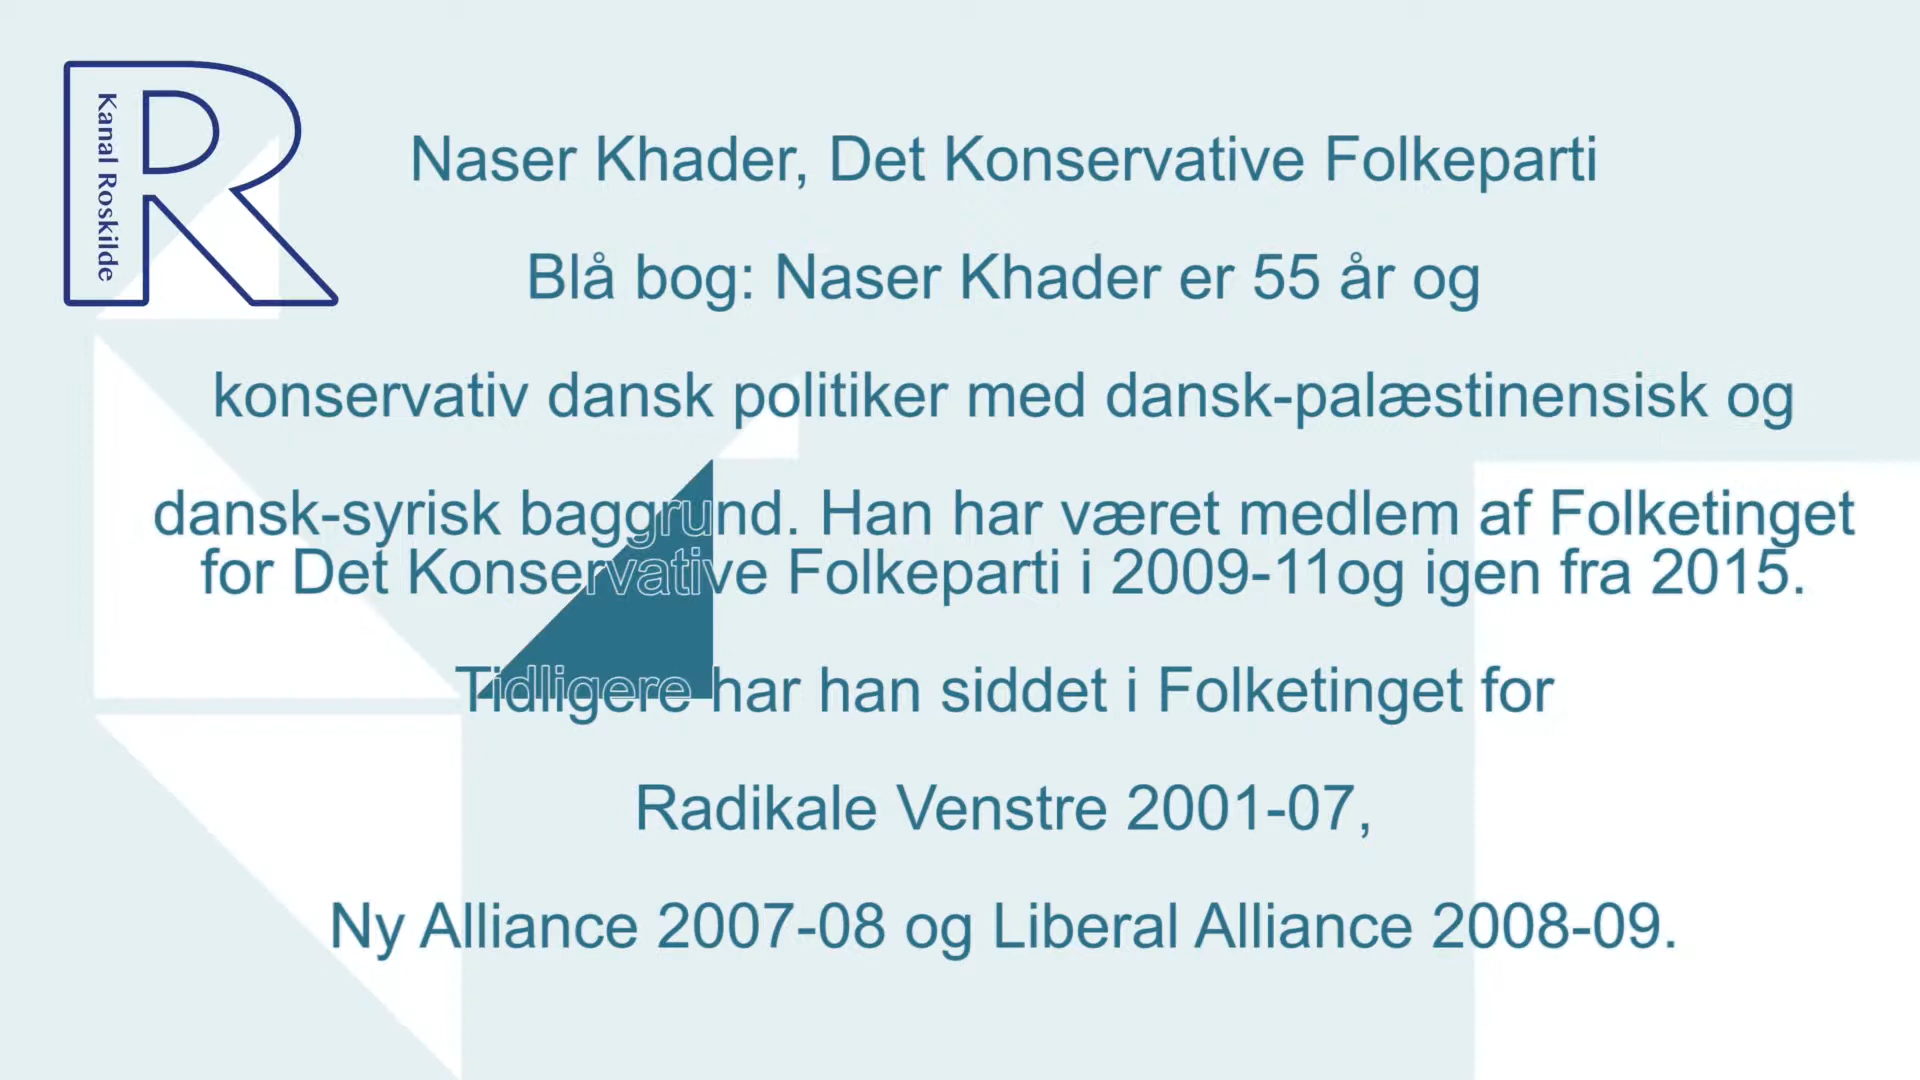 Kanal Roskilde
Naser Khader, Det Konservative Folkeparti
Blå bog: Naser Khader er 55 år og
konservativ dansk politiker med dansk-palæstinensisk og
dansk-syrisk baggrund. Han har været medlem af Folketinget
for Det Konservative Folkeparti i 2009-11og igen fra 2015.
Tidligere har han siddet i Folketinget for
Radikale Venstre 2001-07,
Ny Alliance 2007-08 og Liberal Alliance 2008-09.